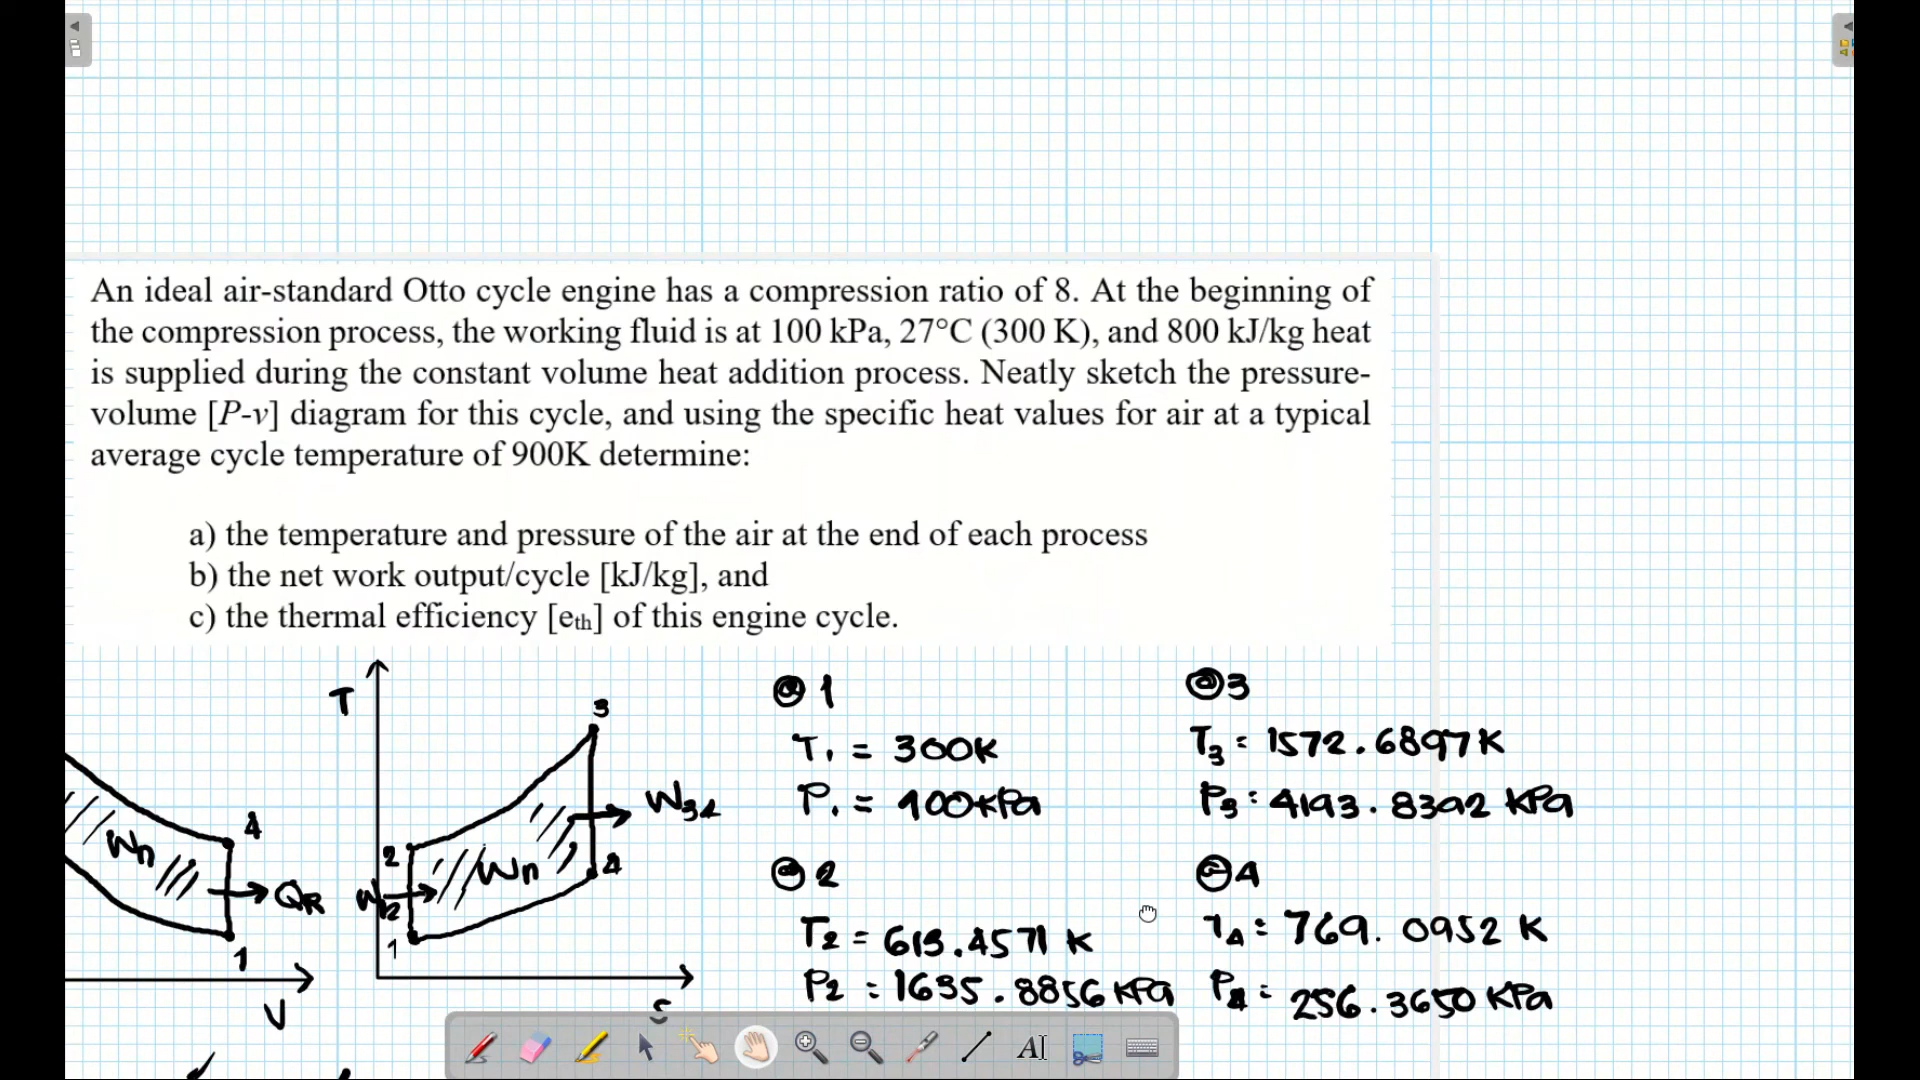 An ideal air-standard Otto cycle engine has a compression ratio of 8. At the beginning of
the compression process, the working fluid is at 100 kPa, 27°C (300 K), and 800 kJ/kg heat
is supplied during the constant volume heat addition process. Neatly sketch the pressure-
volume [P-v] diagram for this cycle, and using the specific heat values for air at a typical
average cycle temperature of 900K determine:
a) the temperature and pressure of the air at the end of each process
b) the net work output/cycle [kJ/kg], and
c) the thermal efficiency [eth] of this engine cycle.
4
Wn
QR
1
V
T
3
W34
2
Wn
4
W12
1
S
@ 1
T1 = 300K
P1 = 100kPa
@ 2
T2 = 613.4571 K
P2 = 1635.8856 kPa
@3
T3 = 1572.6897K
P3 = 4193.8392 kPa
@4
T4 = 769.0952 K
P4 = 256.3650 kPa
AI